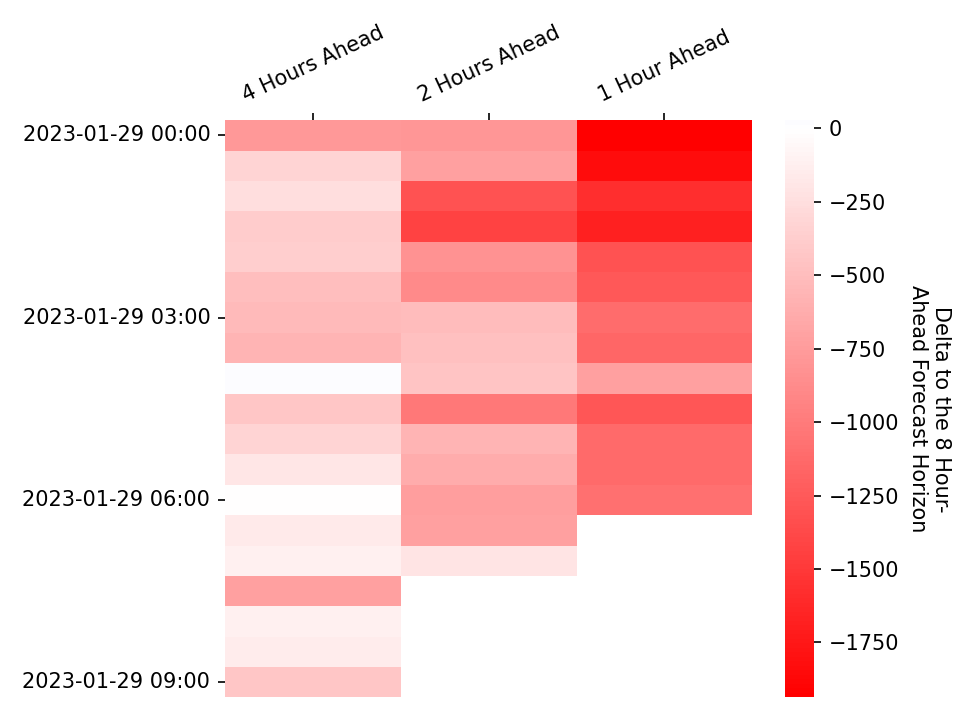 4 Hours Ahead
2 Hours Ahead
1 Hour Ahead
2023-01-29 00:00
2023-01-29 03:00
2023-01-29 06:00
2023-01-29 09:00
0
−250
−500
−750
−1000
−1250
−1500
−1750
Delta to the 8 Hour-
Ahead Forecast Horizon